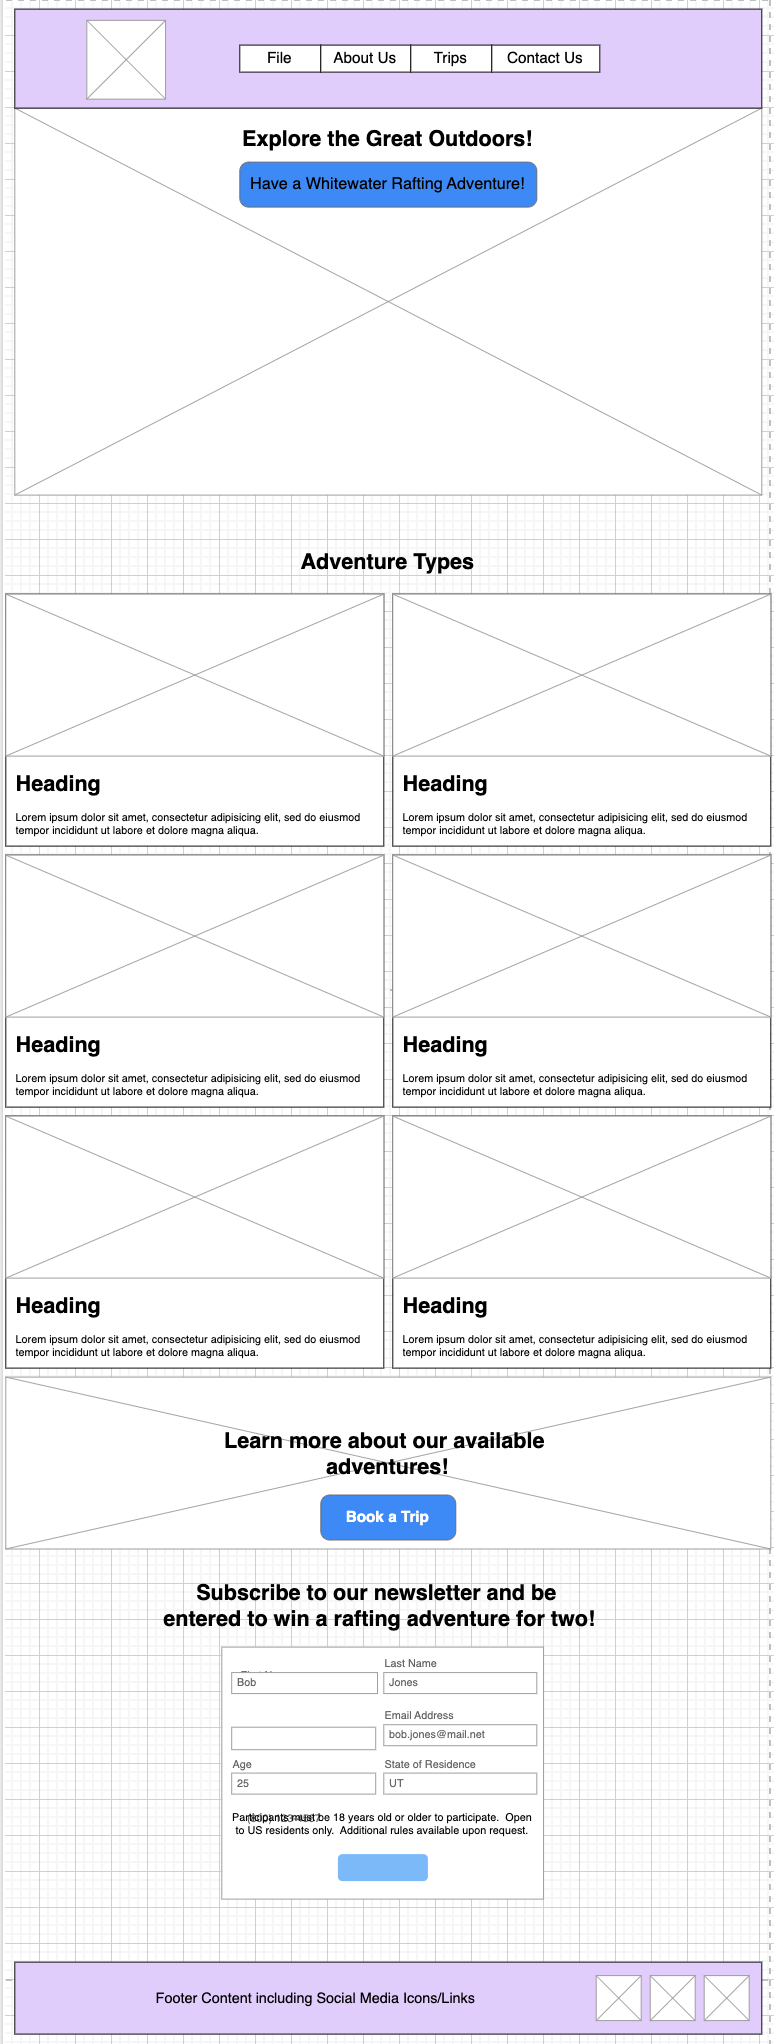 File About Us Trips Contact Us
Explore the Great Outdoors!
Have a Whitewater Rafting Adventure!
Adventure Types
Heading
Lorem ipsum dolor sit amet, consectetur adipisicing elit, sed do eiusmod
tempor incididunt ut labore et dolore magna aliqua.
Heading
Lorem ipsum dolor sit amet, consectetur adipisicing elit, sed do eiusmod
tempor incididunt ut labore et dolore magna aliqua.
Heading
Lorem ipsum dolor sit amet, consectetur adipisicing elit, sed do eiusmod
tempor incididunt ut labore et dolore magna aliqua.
Heading
Lorem ipsum dolor sit amet, consectetur adipisicing elit, sed do eiusmod
tempor incididunt ut labore et dolore magna aliqua.
Heading
Lorem ipsum dolor sit amet, consectetur adipisicing elit, sed do eiusmod
tempor incididunt ut labore et dolore magna aliqua.
Heading
Lorem ipsum dolor sit amet, consectetur adipisicing elit, sed do eiusmod
tempor incididunt ut labore et dolore magna aliqua.
Learn more about our available
adventures!
Book a Trip
Subscribe to our newsletter and be
entered to win a rafting adventure for two!
Last Name
Bob
Jones
Email Address
bob.jones@mail.net
Age
State of Residence
25
UT
Participants must be 18 years old or older to participate. Open
to US residents only. Additional rules available upon request.
Footer Content including Social Media Icons/Links